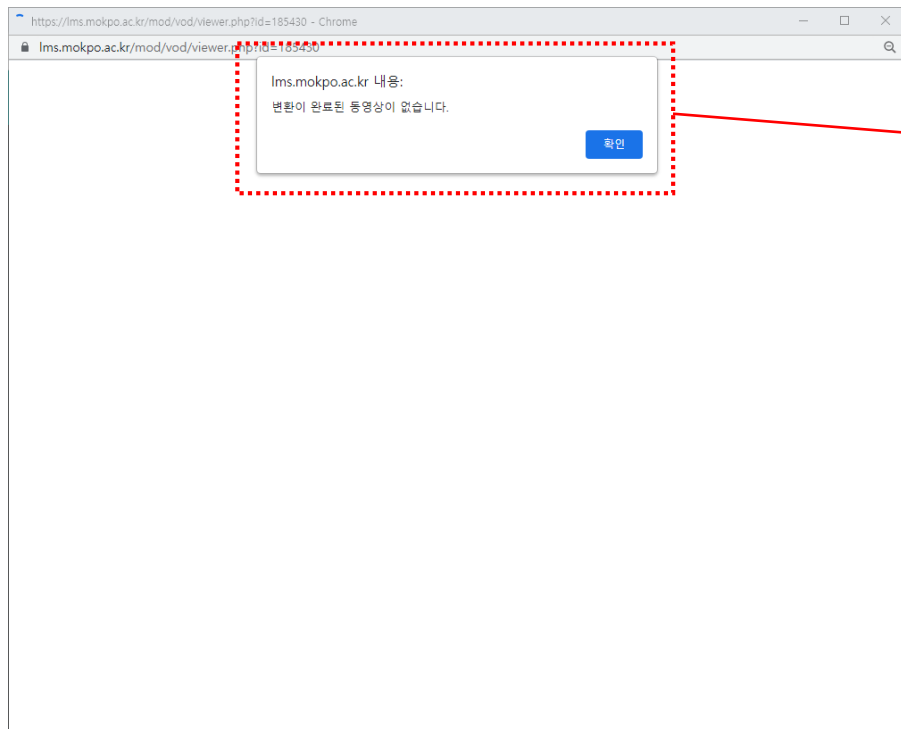 https://lms.mokpo.ac.kr/mod/vod/viewer.php?id=185430 - Chrome
lms.mokpo.ac.kr/mod/vod/viewer.php?id=185430
lms.mokpo.ac.kr 내용:
변환이 완료된 동영상이 없습니다.
확인